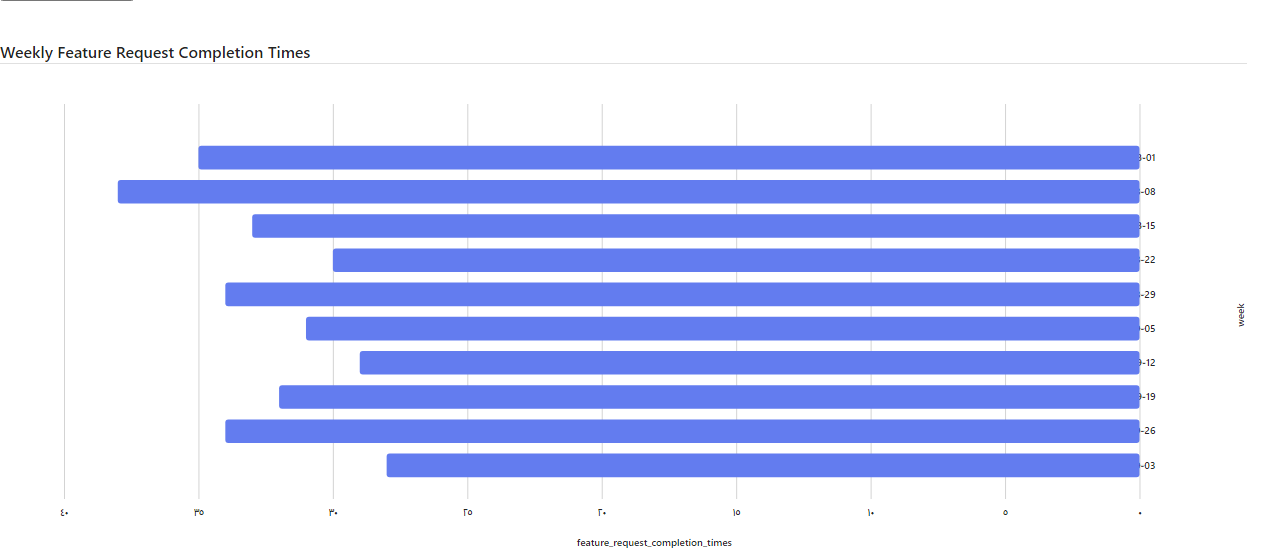 Weekly Feature Request Completion Times
-01
-08
-15
-22
-29
-05
-12
-19
-26
-03
week
٤٠ ٣٥ ٣٠ ٢٥ ٢٠ ١٥ ١٠ ٥ ٠
feature_request_completion_times